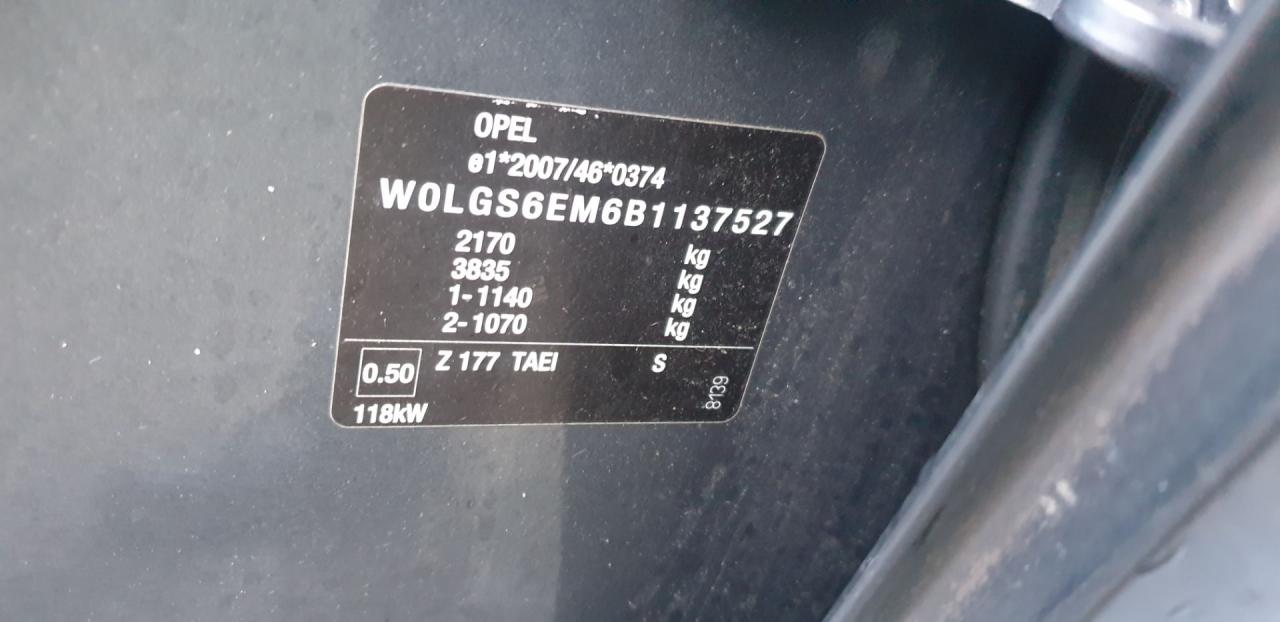 OPEL
e1*2007/46*0374
W0LGS6EM6B1137527
2170 kg
3835 kg
1-1140 kg
2-1070 kg
0.50 Z 177 TAEI S
118kW
8139